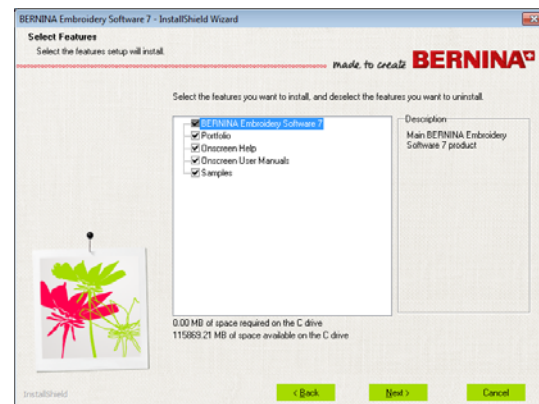 BERNINA Embroidery Software 7 - InstallShield Wizard
Select Features
Select the features setup will install.
made to create BERNINA
Select the features you want to install, and deselect the features you want to uninstall.
BERNINA Embroidery Software 7
Portfolio
Onscreen Help
Onscreen User Manuals
Samples
Description
Main BERNINA Embroidery
Software 7 product
0.00 MB of space required on the C drive
115869.21 MB of space available on the C drive
InstallShield
< Back
Next >
Cancel